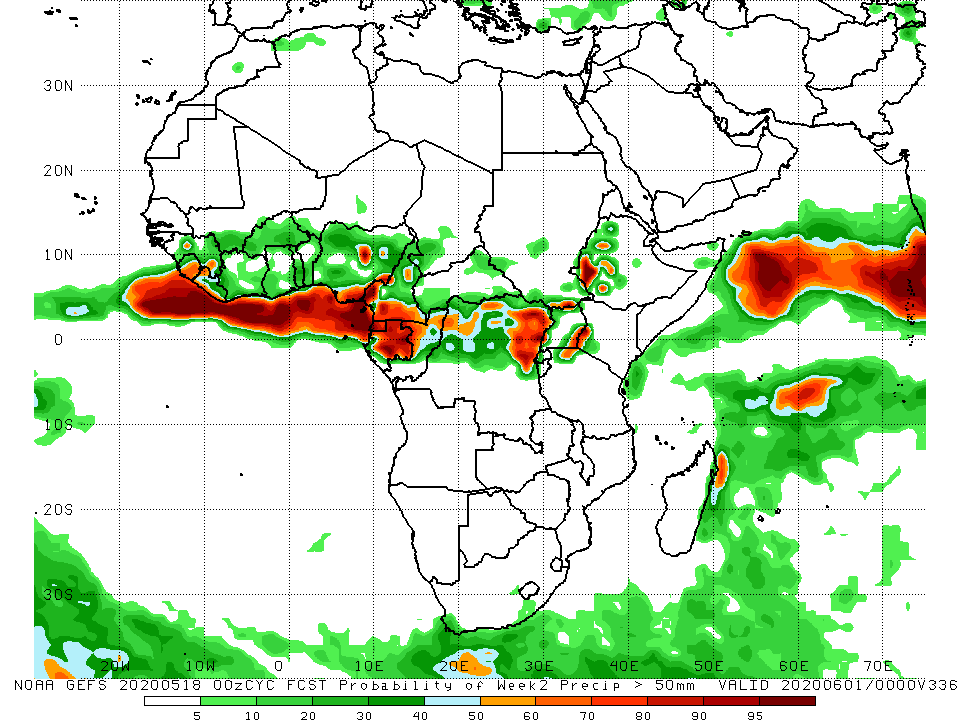 30N
20N
10N
0
10S
20S
30S
20W 10W 0 10E 20E 30E 40E 50E 60E 70E
NOAA GEFS 20200518 00zCYC FCST Probability of Week2 Precip > 50mm VALID 20200601/0000V336
5 10 20 30 40 50 60 70 80 90 95